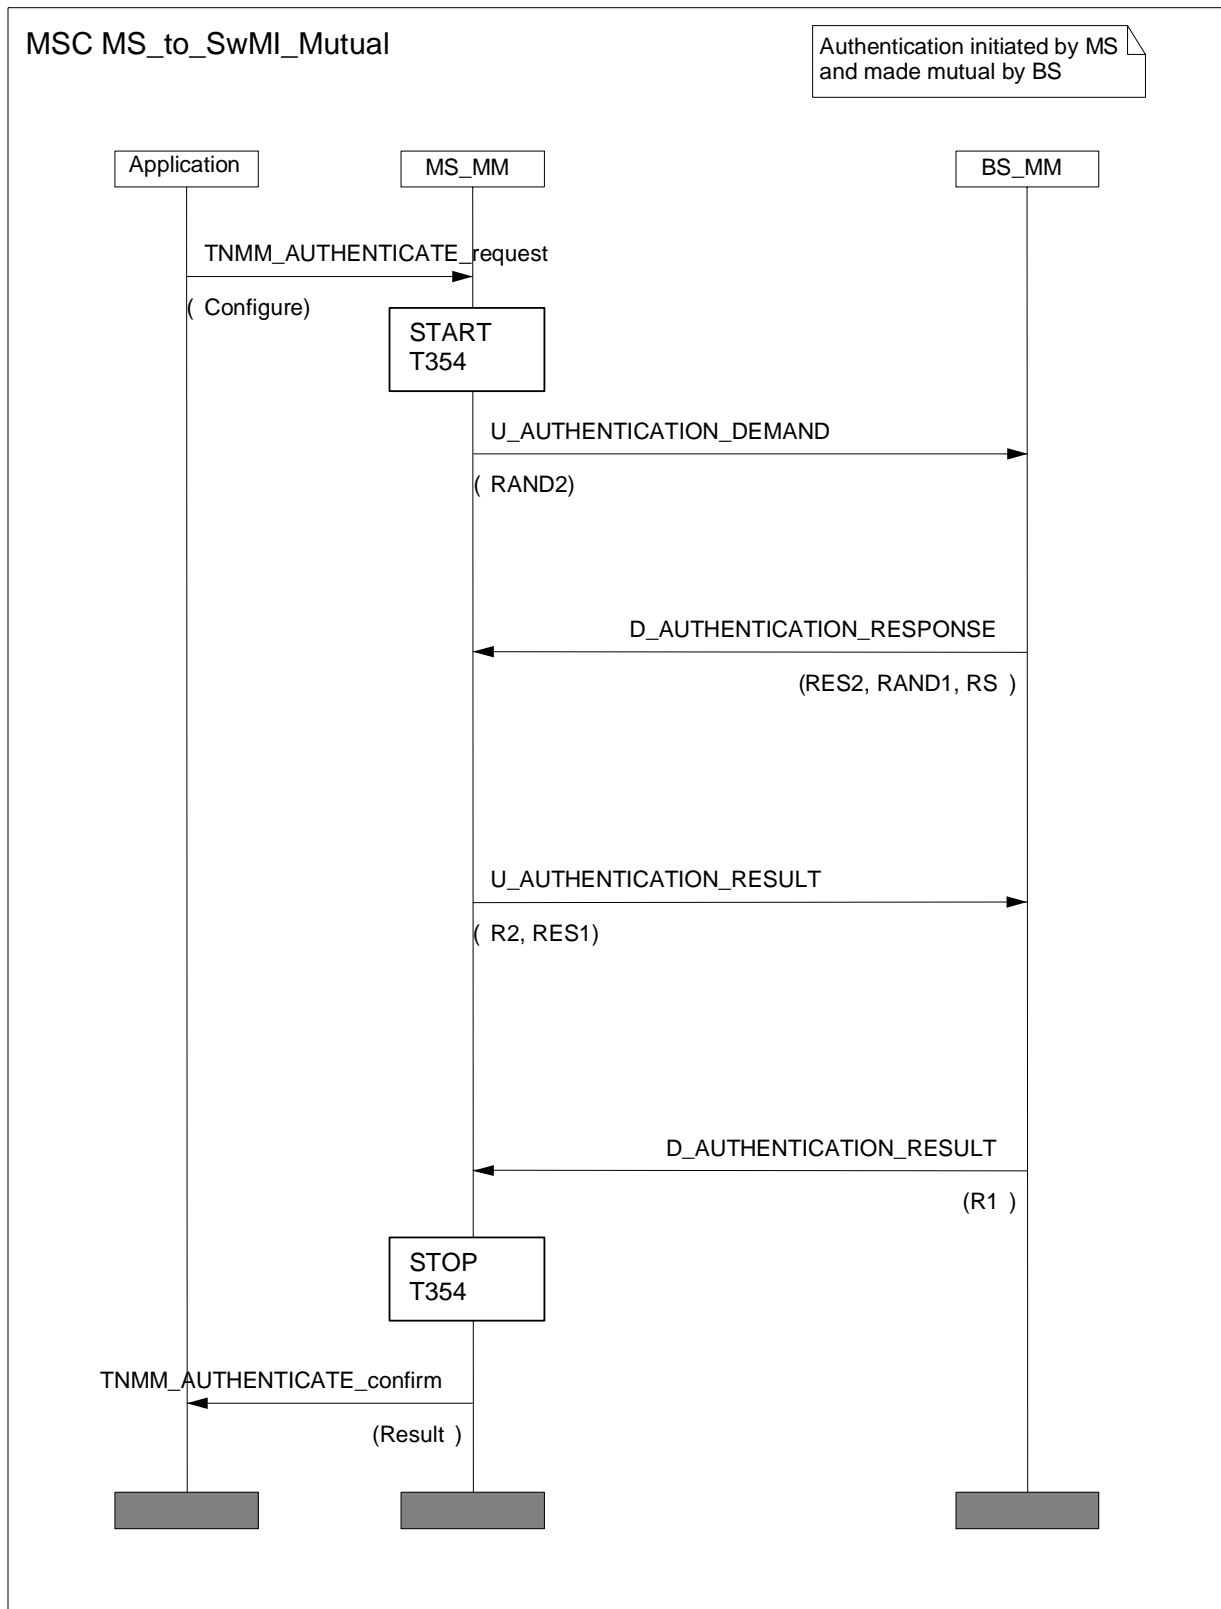 MSC MS_to_SwMI_Mutual
Authentication initiated by MS
and made mutual by BS
Application
MS_MM
BS_MM
TNMM_AUTHENTICATE_request
( Configure)
START
T354
U_AUTHENTICATION_DEMAND
( RAND2)
D_AUTHENTICATION_RESPONSE
(RES2, RAND1, RS )
U_AUTHENTICATION_RESULT
( R2, RES1)
D_AUTHENTICATION_RESULT
(R1 )
STOP
T354
TNMM_AUTHENTICATE_confirm
(Result )